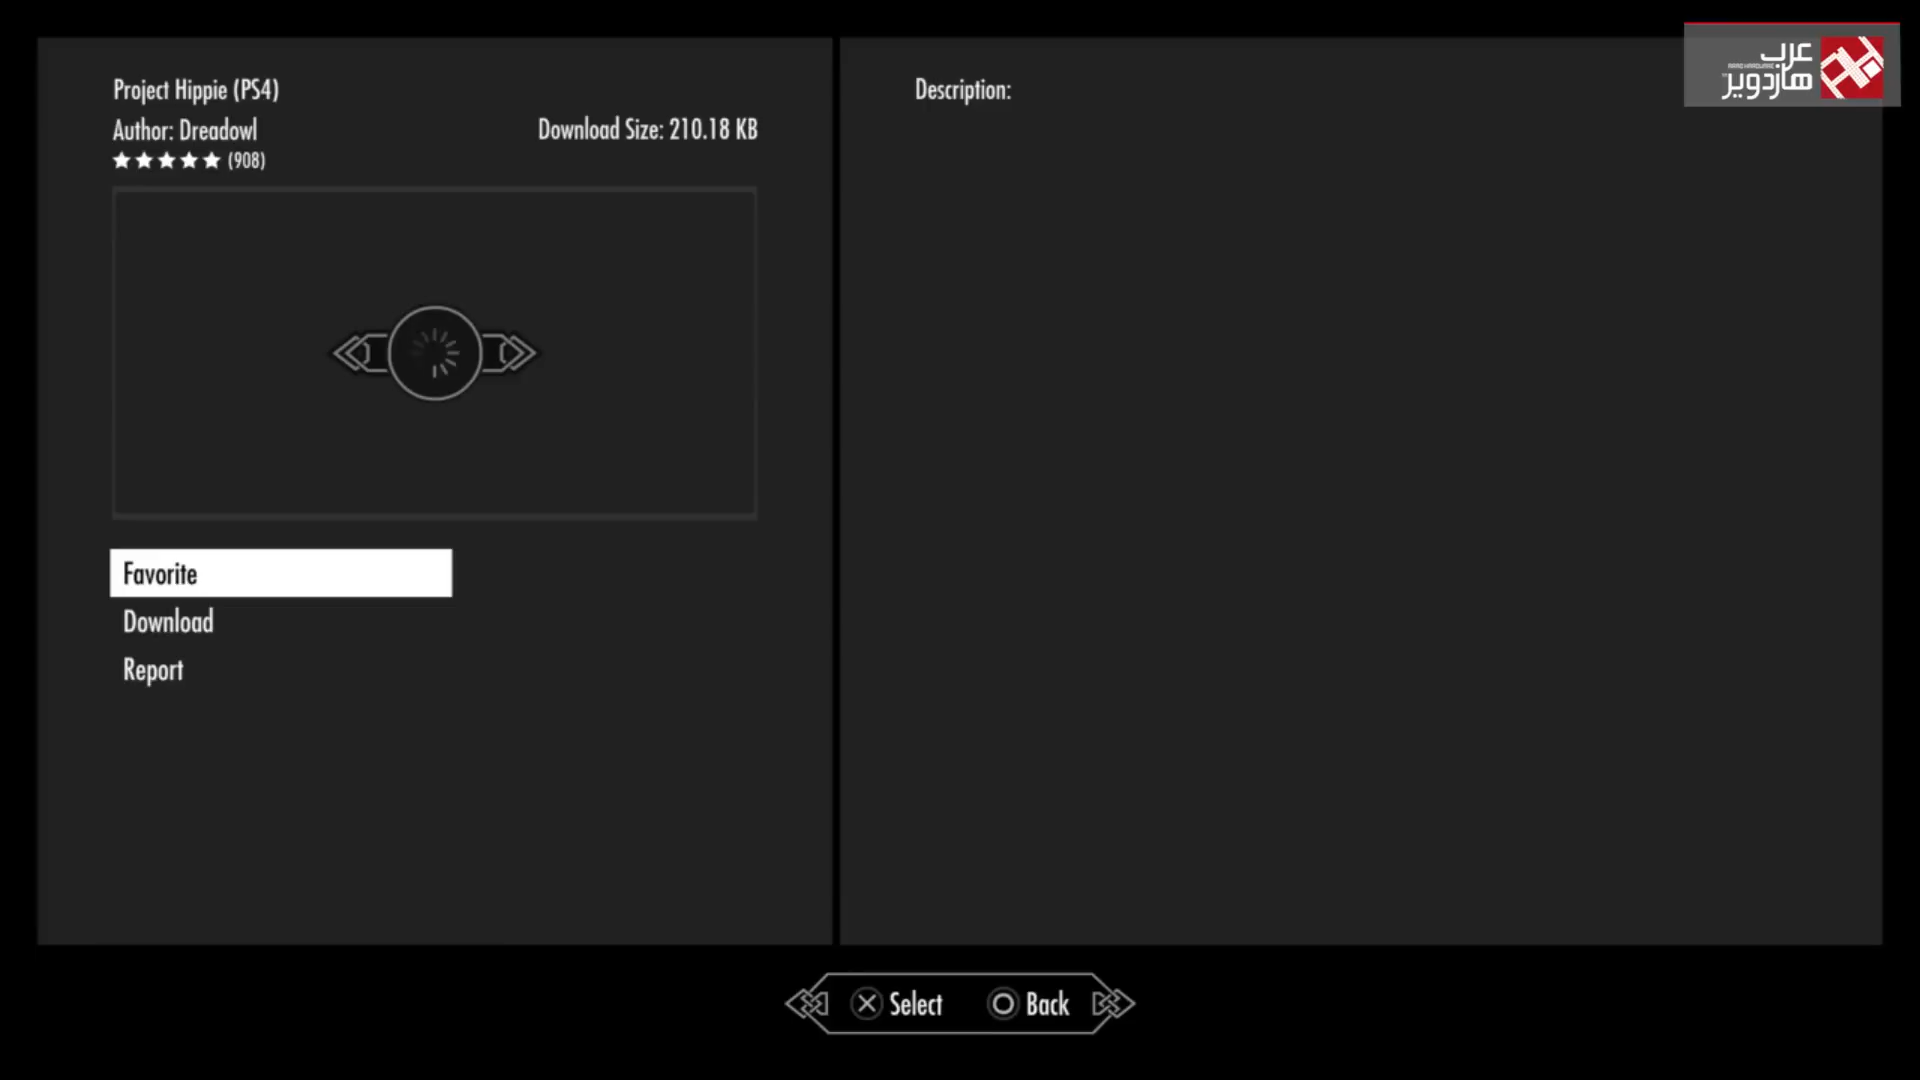 Project Hippie (PS4)
Author: Dreadowl
Download Size: 210.18 KB
(908)
Favorite
Download
Report
Description:
عرب
هاردوير
Select
Back